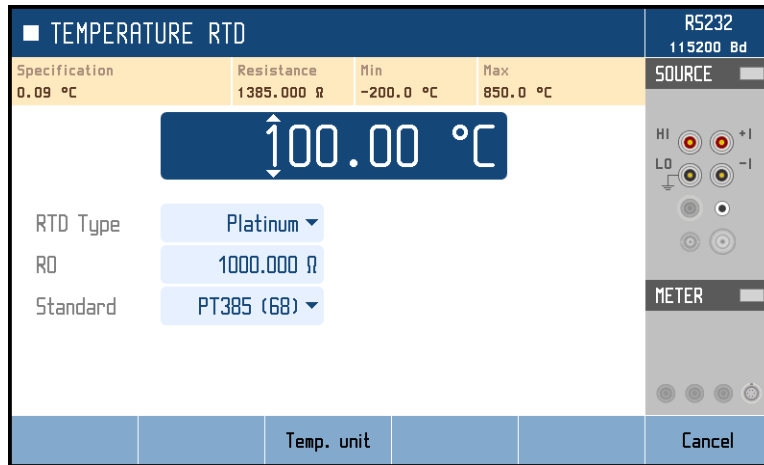 TEMPERATURE RTD
RS232
115200 Bd
Specification Resistance Min Max
0.09 °C 1385.000 Ω -200.0 °C 850.0 °C
SOURCE
100.00 °C
HI +I
LO -I
RTD Type Platinum
R0 1000.000 Ω
Standard PT385 (68)
METER
Temp. unit Cancel